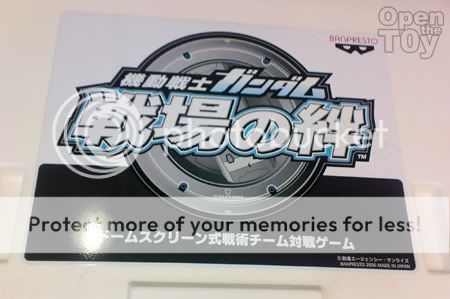 Open
the
TOY
BANPRESTO
機動戦士ガンダム
戦場の絆
TM
photobucket
Protect more of your memories for less!
ドームスクリーン式戦術チーム対戦ゲーム
©創通エージェンシー・サンライズ
BANPRESTO 2006 MADE IN JAPAN